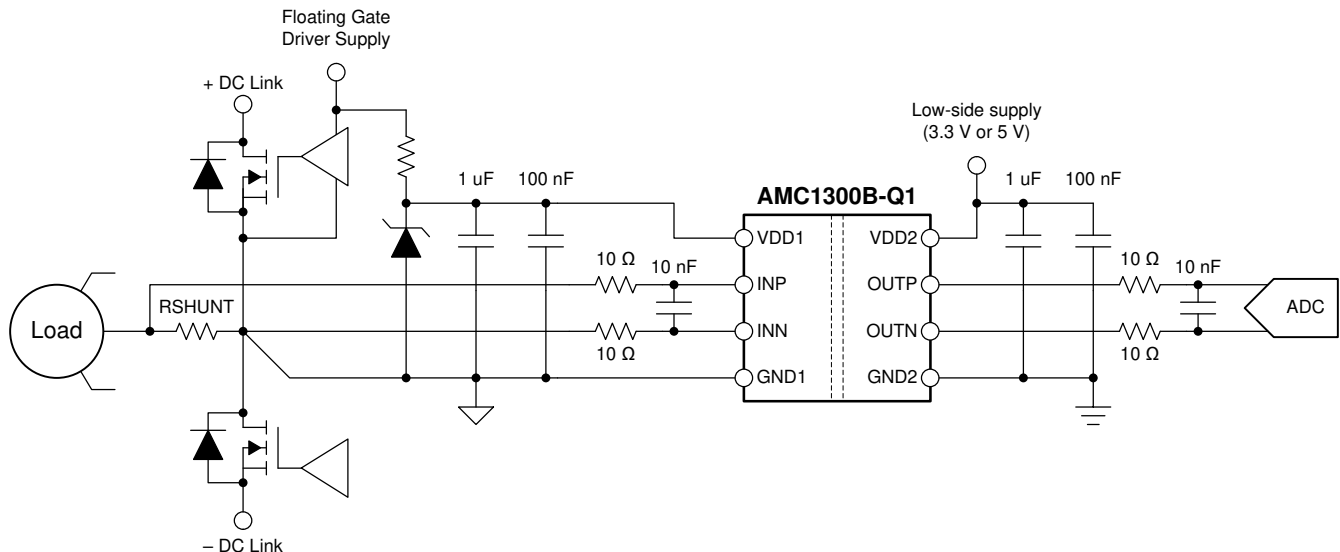 Floating Gate
Driver Supply
+ DC Link
Low-side supply
(3.3 V or 5 V)
1 uF
100 nF
AMC1300B-Q1
1 uF
100 nF
VDD1
VDD2
10 Ω
10 nF
INP
OUTP
10 Ω
10 nF
RSHUNT
Load
INN
OUTN
ADC
10 Ω
10 Ω
GND1
GND2
– DC Link